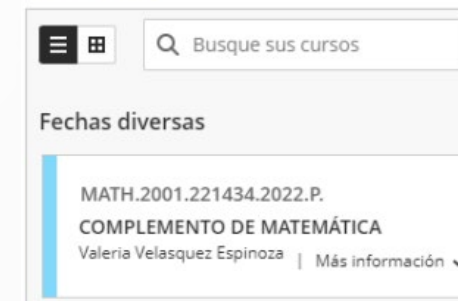 Busque sus cursos
Fechas diversas
MATH.2001.221434.2022.P.
COMPLEMENTO DE MATEMÁTICA
Valeria Velasquez Espinoza | Más información